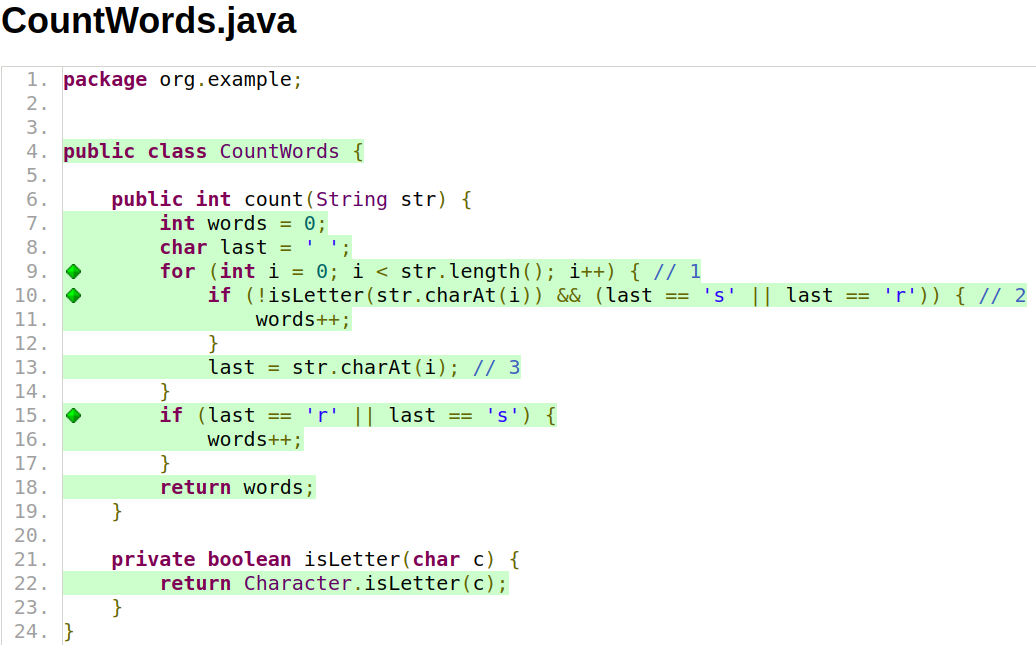 CountWords.java
1. package org.example;
2.
3.
4. public class CountWords {
5.
6.     public int count(String str) {
7.         int words = 0;
8.         char last = ' ';
9.         for (int i = 0; i < str.length(); i++) { // 1
10.             if (!isLetter(str.charAt(i)) && (last == 's' || last == 'r')) { // 2
11.                 words++;
12.             }
13.             last = str.charAt(i); // 3
14.         }
15.         if (last == 'r' || last == 's') {
16.             words++;
17.         }
18.         return words;
19.     }
20.
21.     private boolean isLetter(char c) {
22.         return Character.isLetter(c);
23.     }
24. }